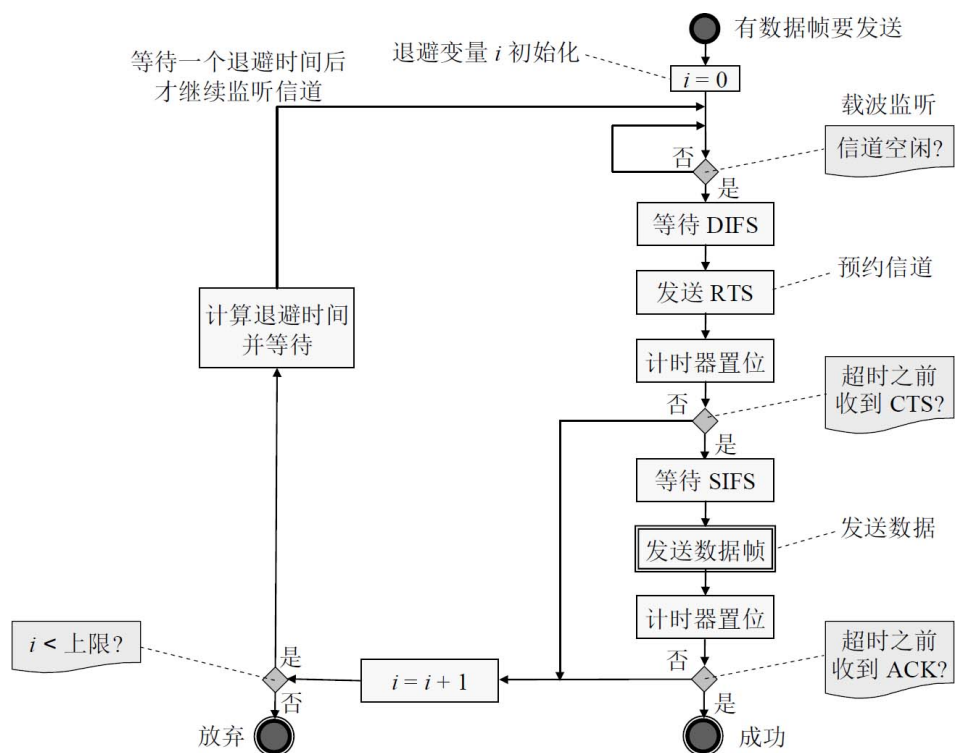 有数据帧要发送
退避变量 i 初始化
i = 0
等待一个退避时间后
才继续监听信道
载波监听
信道空闲?
否
是
等待 DIFS
发送 RTS
预约信道
计算退避时间
并等待
计时器置位
超时之前
收到 CTS?
否
是
等待 SIFS
发送数据帧
发送数据
计时器置位
超时之前
收到 ACK?
否
是
i = i + 1
i < 上限?
是
否
放弃
成功